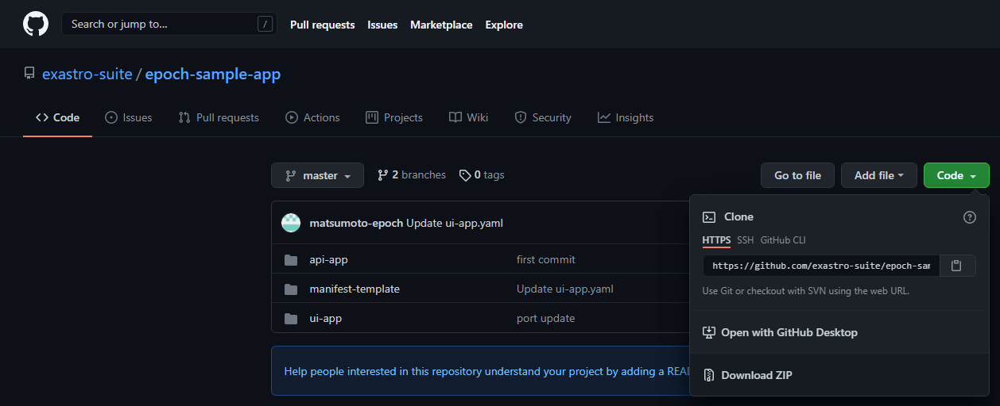 Search or jump to... / Pull requests Issues Marketplace Explore
exastro-suite / epoch-sample-app
Code Issues Pull requests Actions Projects Wiki Security Insights
master 2 branches 0 tags Go to file Add file Code
matsumoto-epoch Update ui-app.yaml
api-app first commit
manifest-template Update ui-app.yaml
ui-app port update
Help people interested in this repository understand your project by adding a READ
Clone
HTTPS SSH GitHub CLI
https://github.com/exastro-suite/epoch-sam
Use Git or checkout with SVN using the web URL.
Open with GitHub Desktop
Download ZIP